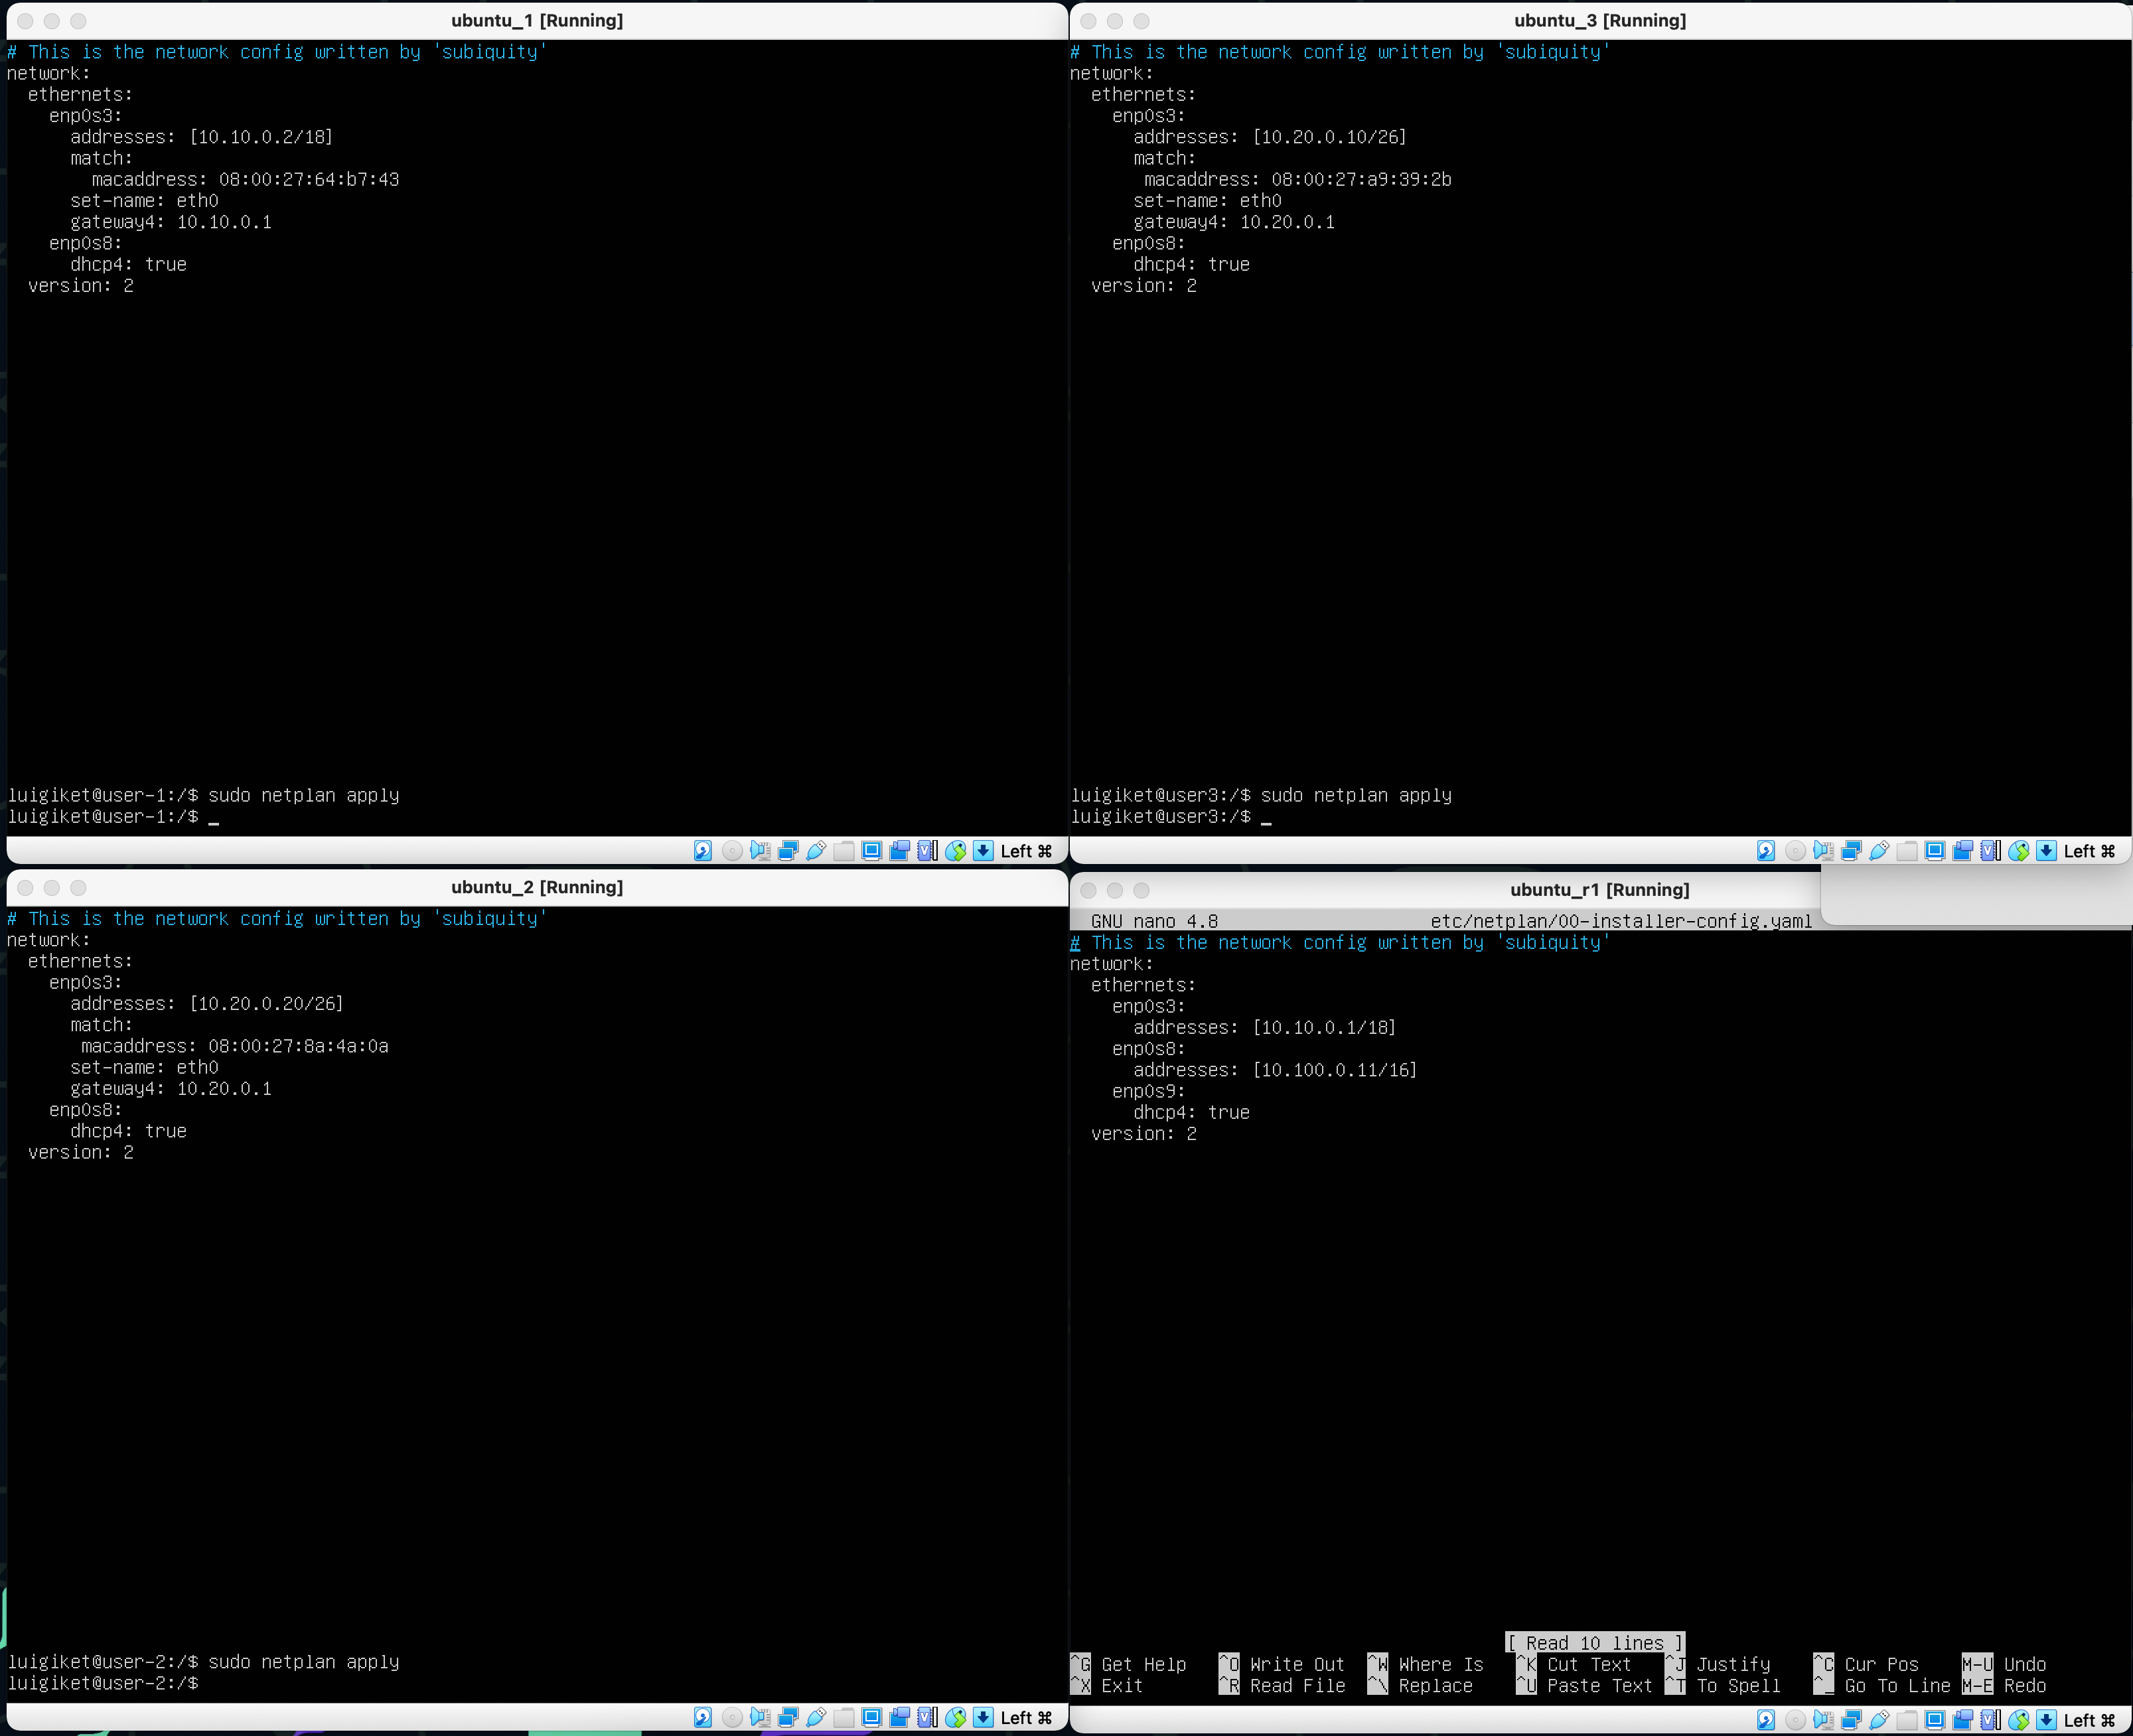 ubuntu_1 [Running]
# This is the network config written by 'subiquity'
network:
  ethernets:
    enp0s3:
      addresses: [10.10.0.2/18]
      match:
        macaddress: 08:00:27:64:b7:43
      set-name: eth0
      gateway4: 10.10.0.1
    enp0s8:
      dhcp4: true
  version: 2
luigiket@user-1:/$ sudo netplan apply
luigiket@user-1:/$ _
Left ⌘
ubuntu_3 [Running]
# This is the network config written by 'subiquity'
network:
  ethernets:
    enp0s3:
      addresses: [10.20.0.10/26]
      match:
       macaddress: 08:00:27:a9:39:2b
      set-name: eth0
      gateway4: 10.20.0.1
    enp0s8:
      dhcp4: true
  version: 2
luigiket@user3:/$ sudo netplan apply
luigiket@user3:/$ _
Left ⌘
ubuntu_2 [Running]
# This is the network config written by 'subiquity'
network:
  ethernets:
    enp0s3:
      addresses: [10.20.0.20/26]
      match:
       macaddress: 08:00:27:8a:4a:0a
      set-name: eth0
      gateway4: 10.20.0.1
    enp0s8:
      dhcp4: true
  version: 2
luigiket@user-2:/$ sudo netplan apply
luigiket@user-2:/$
Left ⌘
ubuntu_r1 [Running]
GNU nano 4.8 etc/netplan/00-installer-config.yaml
# This is the network config written by 'subiquity'
network:
  ethernets:
    enp0s3:
      addresses: [10.10.0.1/18]
    enp0s8:
      addresses: [10.100.0.11/16]
    enp0s9:
      dhcp4: true
  version: 2
[ Read 10 lines ]
^G Get Help ^O Write Out ^W Where Is ^K Cut Text ^J Justify ^C Cur Pos M-U Undo
^X Exit ^R Read File ^\ Replace ^U Paste Text ^T To Spell ^_ Go To Line M-E Redo
Left ⌘